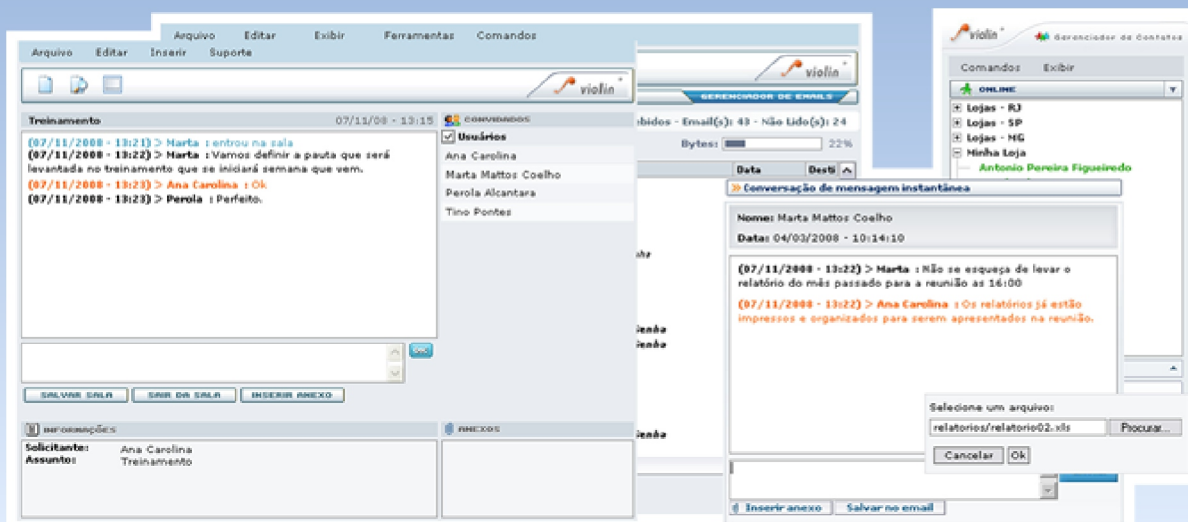 Arquivo Editar Exibir Ferramentas Comandos
Arquivo Editar Inserir Suporte
violin
Treinamento 07/11/08 - 13:15
(07/11/2008 - 13:21) > Marta : entrou na sala
(07/11/2008 - 13:22) > Marta : Vamos definir a pauta que será
levantada no treinamento que se iniciará semana que vem.
(07/11/2008 - 13:23) > Ana Carolina : Ok
(07/11/2008 - 13:23) > Perola : Perfeito.
CONVIDADOS
Usuários
Ana Carolina
Marta Mattos Coelho
Perola Alcantara
Tino Pontes
SALVAR SALA SAIR DA SALA INSERIR ANEXO
INFORMAÇÕES
Solicitante: Ana Carolina
Assunto: Treinamento
ANEXOS
violin
GERENCIADOR DE EMAILS
bidos - Email(s): 43 - Não Lido(s): 24
Bytes: 22%
Data Desti
Senha
Senha
Senha
Conversação de mensagem instantânea
Nome: Marta Mattos Coelho
Data: 04/03/2008 - 10:14:10
(07/11/2008 - 13:22) > Marta : Não se esqueça de levar o
relatório do mês passado para a reunião as 16:00
(07/11/2008 - 13:22) > Ana Carolina : Os relatórios já estão
impressos e organizados para serem apresentados na reunião.
Inserir anexo Salvar no email
violin Gerenciador de Contatos
Comandos Exibir
ONLINE
Lojas - RJ
Lojas - SP
Lojas - MG
Minha Loja
Antonio Pereira Figueiredo
Selecione um arquivo:
relatorios/relatorio02.xls Procurar...
Cancelar Ok